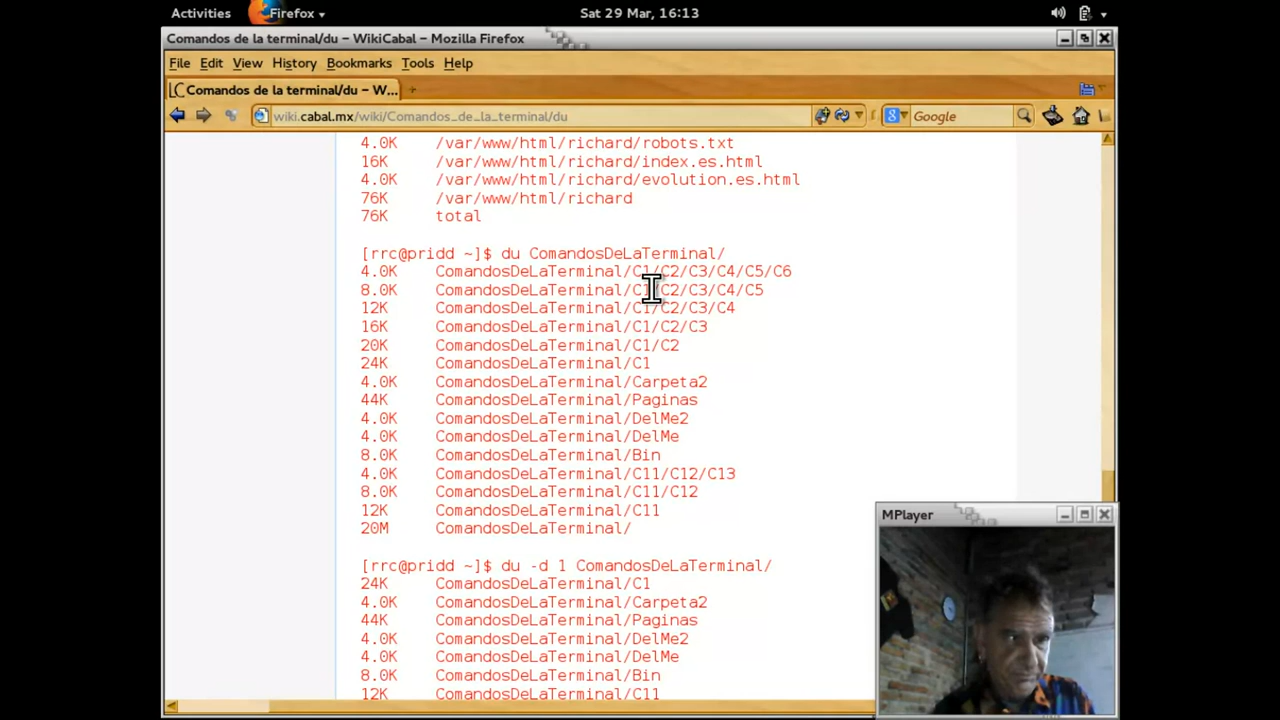 Activities Firefox Sat 29 Mar, 16:13
Comandos de la terminal/du – WikiCabal – Mozilla Firefox
File Edit View History Bookmarks Tools Help
Comandos de la terminal/du – W...
wiki.cabal.mx/wiki/Comandos_de_la_terminal/du Google
4.0K /var/www/html/richard/robots.txt
16K /var/www/html/richard/index.es.html
4.0K /var/www/html/richard/evolution.es.html
76K /var/www/html/richard
76K total
[rrc@pridd ~]$ du ComandosDeLaTerminal/
4.0K ComandosDeLaTerminal/C1/C2/C3/C4/C5/C6
8.0K ComandosDeLaTerminal/C1/C2/C3/C4/C5
12K ComandosDeLaTerminal/C1/C2/C3/C4
16K ComandosDeLaTerminal/C1/C2/C3
20K ComandosDeLaTerminal/C1/C2
24K ComandosDeLaTerminal/C1
4.0K ComandosDeLaTerminal/Carpeta2
44K ComandosDeLaTerminal/Paginas
4.0K ComandosDeLaTerminal/DelMe2
4.0K ComandosDeLaTerminal/DelMe
8.0K ComandosDeLaTerminal/Bin
4.0K ComandosDeLaTerminal/C11/C12/C13
8.0K ComandosDeLaTerminal/C11/C12
12K ComandosDeLaTerminal/C11
20M ComandosDeLaTerminal/
[rrc@pridd ~]$ du -d 1 ComandosDeLaTerminal/
24K ComandosDeLaTerminal/C1
4.0K ComandosDeLaTerminal/Carpeta2
44K ComandosDeLaTerminal/Paginas
4.0K ComandosDeLaTerminal/DelMe2
4.0K ComandosDeLaTerminal/DelMe
8.0K ComandosDeLaTerminal/Bin
12K ComandosDeLaTerminal/C11
MPlayer